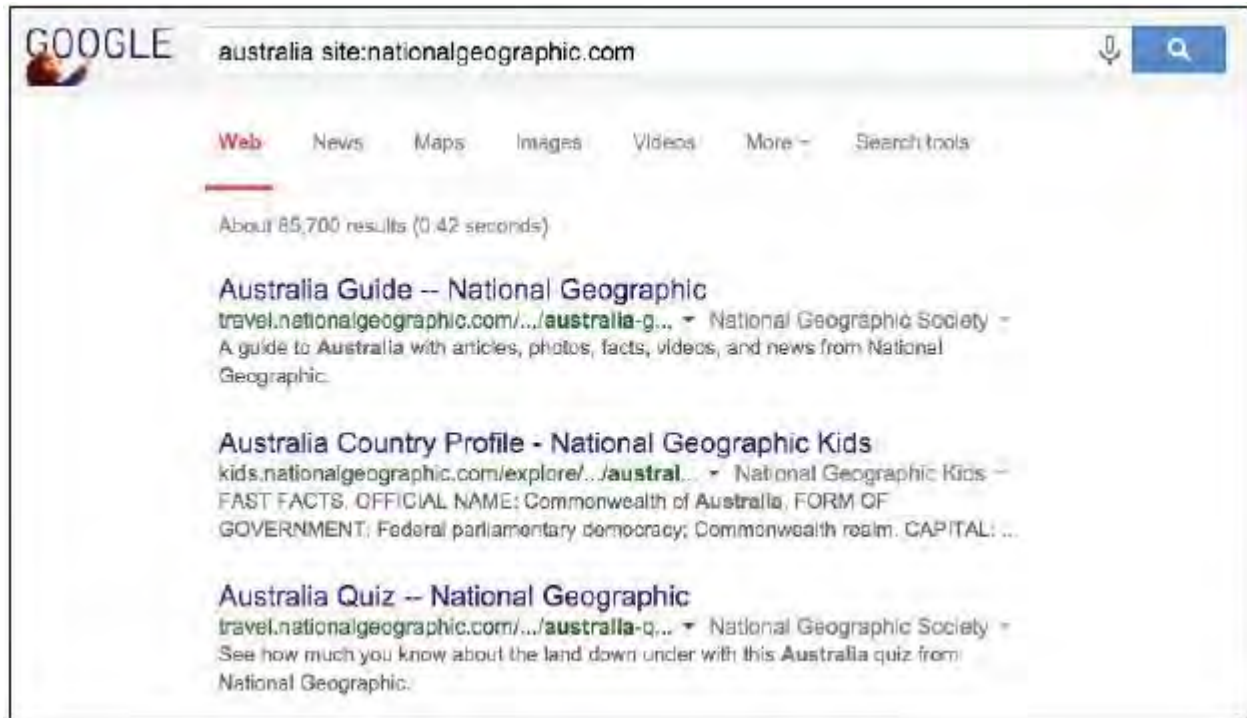 GOOGLE
australia site:nationalgeographic.com
Web News Maps Images Videos More Search tools
About 85,700 results (0.42 seconds)
Australia Guide -- National Geographic
travel.nationalgeographic.com/.../australia-g... National Geographic Society
A guide to Australia with articles, photos, facts, videos, and news from National
Geographic.
Australia Country Profile - National Geographic Kids
kids.nationalgeographic.com/explore/.../austral... National Geographic Kids
FAST FACTS. OFFICIAL NAME: Commonwealth of Australia. FORM OF
GOVERNMENT: Federal parliamentary democracy; Commonwealth realm. CAPITAL: ...
Australia Quiz -- National Geographic
travel.nationalgeographic.com/.../australia-q... National Geographic Society
See how much you know about the land down under with this Australia quiz from
National Geographic.